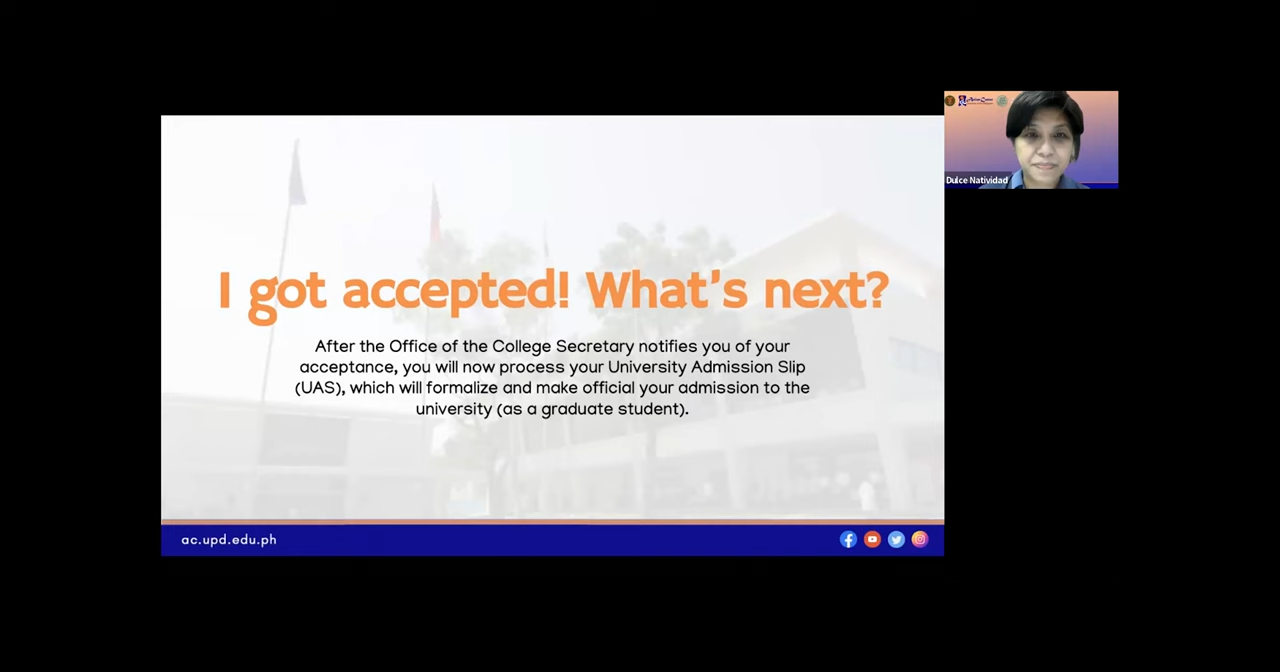 I got accepted! What's next?
After the Office of the College Secretary notifies you of your
acceptance, you will now process your University Admission Slip
(UAS), which will formalize and make official your admission to the
university (as a graduate student).
ac.upd.edu.ph
Dulce Natividad